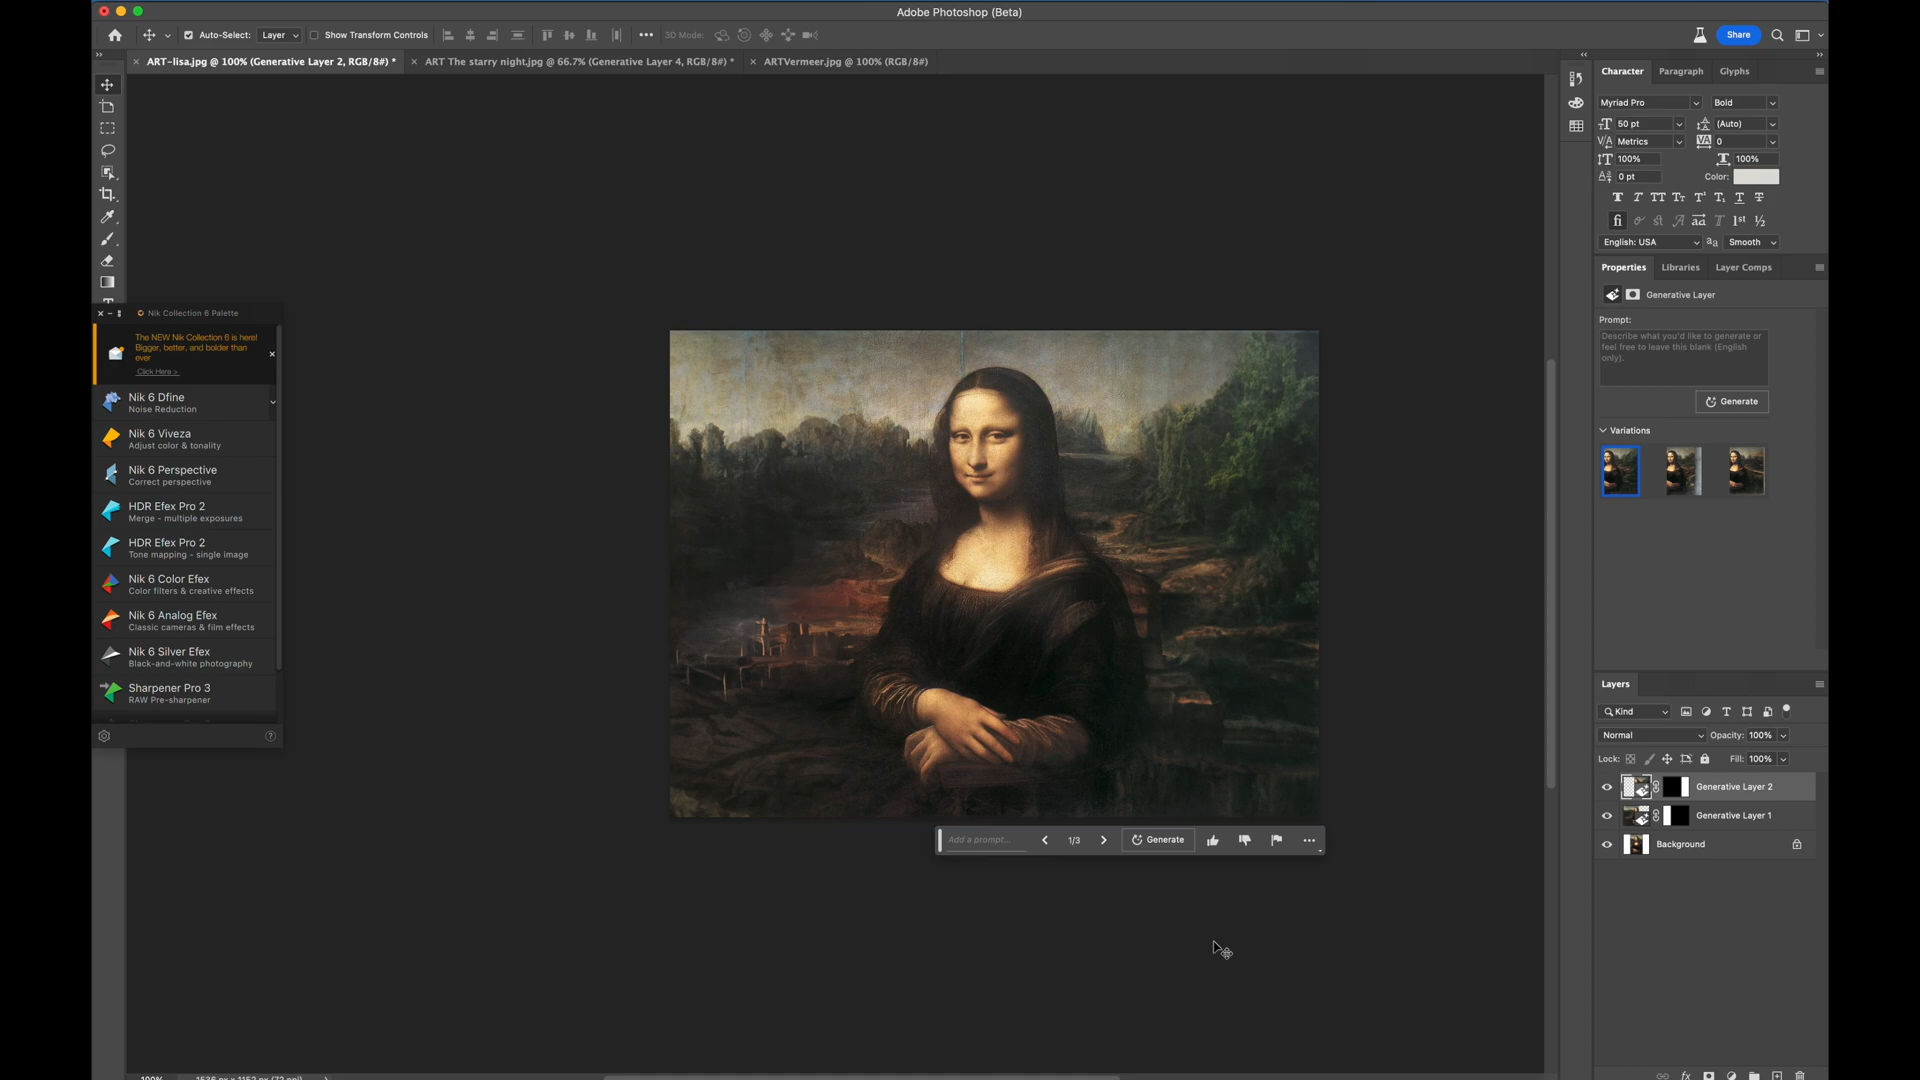 Adobe Photoshop (Beta)
Auto-Select: Layer Show Transform Controls 3D Mode: Share
ART-lisa.jpg @ 100% (Generative Layer 2, RGB/8#) *
ART The starry night.jpg @ 66.7% (Generative Layer 4, RGB/8#) *
ARTVermeer.jpg @ 100% (RGB/8#)
Nik Collection 6 Palette
The NEW Nik Collection 6 is here!
Bigger, better, and bolder than
ever
Click Here >
Nik 6 Dfine
Noise Reduction
Nik 6 Viveza
Adjust color & tonality
Nik 6 Perspective
Correct perspective
HDR Efex Pro 2
Merge - multiple exposures
HDR Efex Pro 2
Tone mapping - single image
Nik 6 Color Efex
Color filters & creative effects
Nik 6 Analog Efex
Classic cameras & film effects
Nik 6 Silver Efex
Black-and-white photography
Sharpener Pro 3
RAW Pre-sharpener
Add a prompt...
1/3
Generate
Character Paragraph Glyphs
Myriad Pro Bold
50 pt (Auto)
Metrics 0
100% 100%
0 pt Color:
English: USA Smooth
Properties Libraries Layer Comps
Generative Layer
Prompt:
Describe what you'd like to generate or
feel free to leave this blank (English
only).
Generate
Variations
Layers
Kind
Normal Opacity: 100%
Lock: Fill: 100%
Generative Layer 2
Generative Layer 1
Background